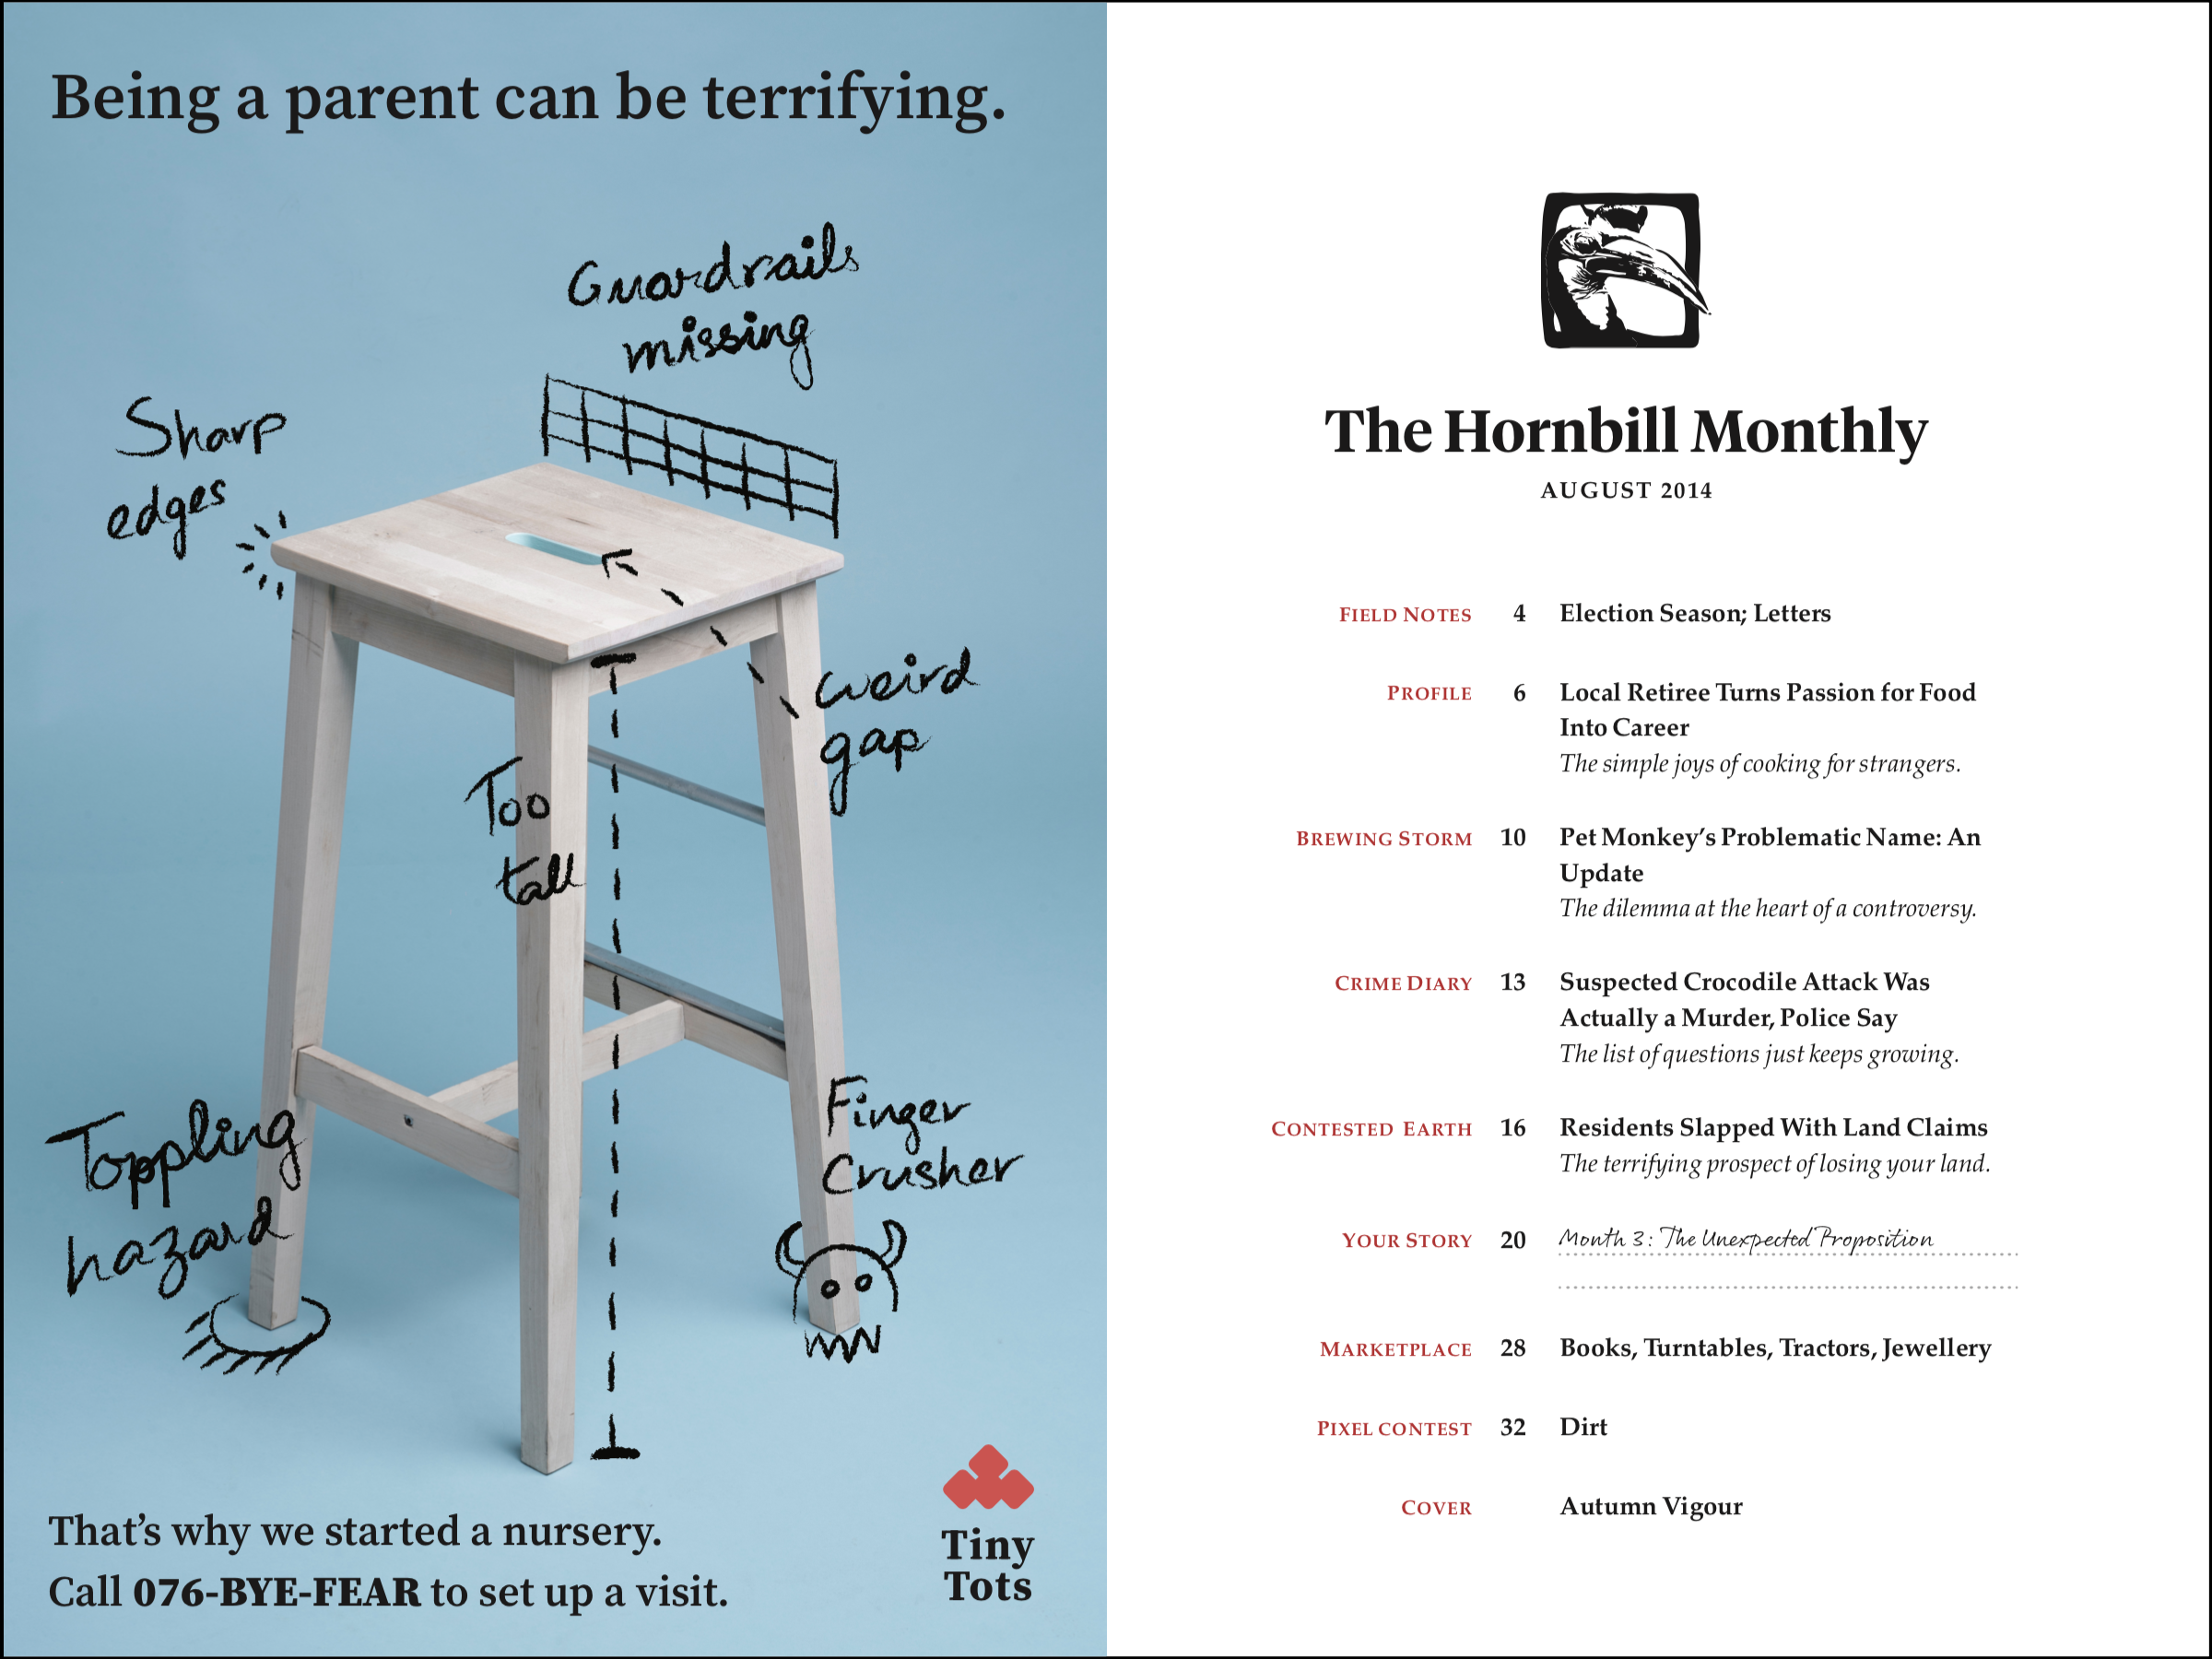 Being a parent can be terrifying.
Guardrails
missing
Sharp
edges
weird
gap
Too
tall
Toppling
hazard
Finger
Crusher
That’s why we started a nursery.
Call 076-BYE-FEAR to set up a visit.
Tiny
Tots
The Hornbill Monthly
AUGUST 2014
FIELD NOTES 4 Election Season; Letters
PROFILE 6 Local Retiree Turns Passion for Food
Into Career
The simple joys of cooking for strangers.
BREWING STORM 10 Pet Monkey’s Problematic Name: An
Update
The dilemma at the heart of a controversy.
CRIME DIARY 13 Suspected Crocodile Attack Was
Actually a Murder, Police Say
The list of questions just keeps growing.
CONTESTED EARTH 16 Residents Slapped With Land Claims
The terrifying prospect of losing your land.
YOUR STORY 20 Month 3: The Unexpected Proposition
MARKETPLACE 28 Books, Turntables, Tractors, Jewellery
PIXEL CONTEST 32 Dirt
COVER Autumn Vigour